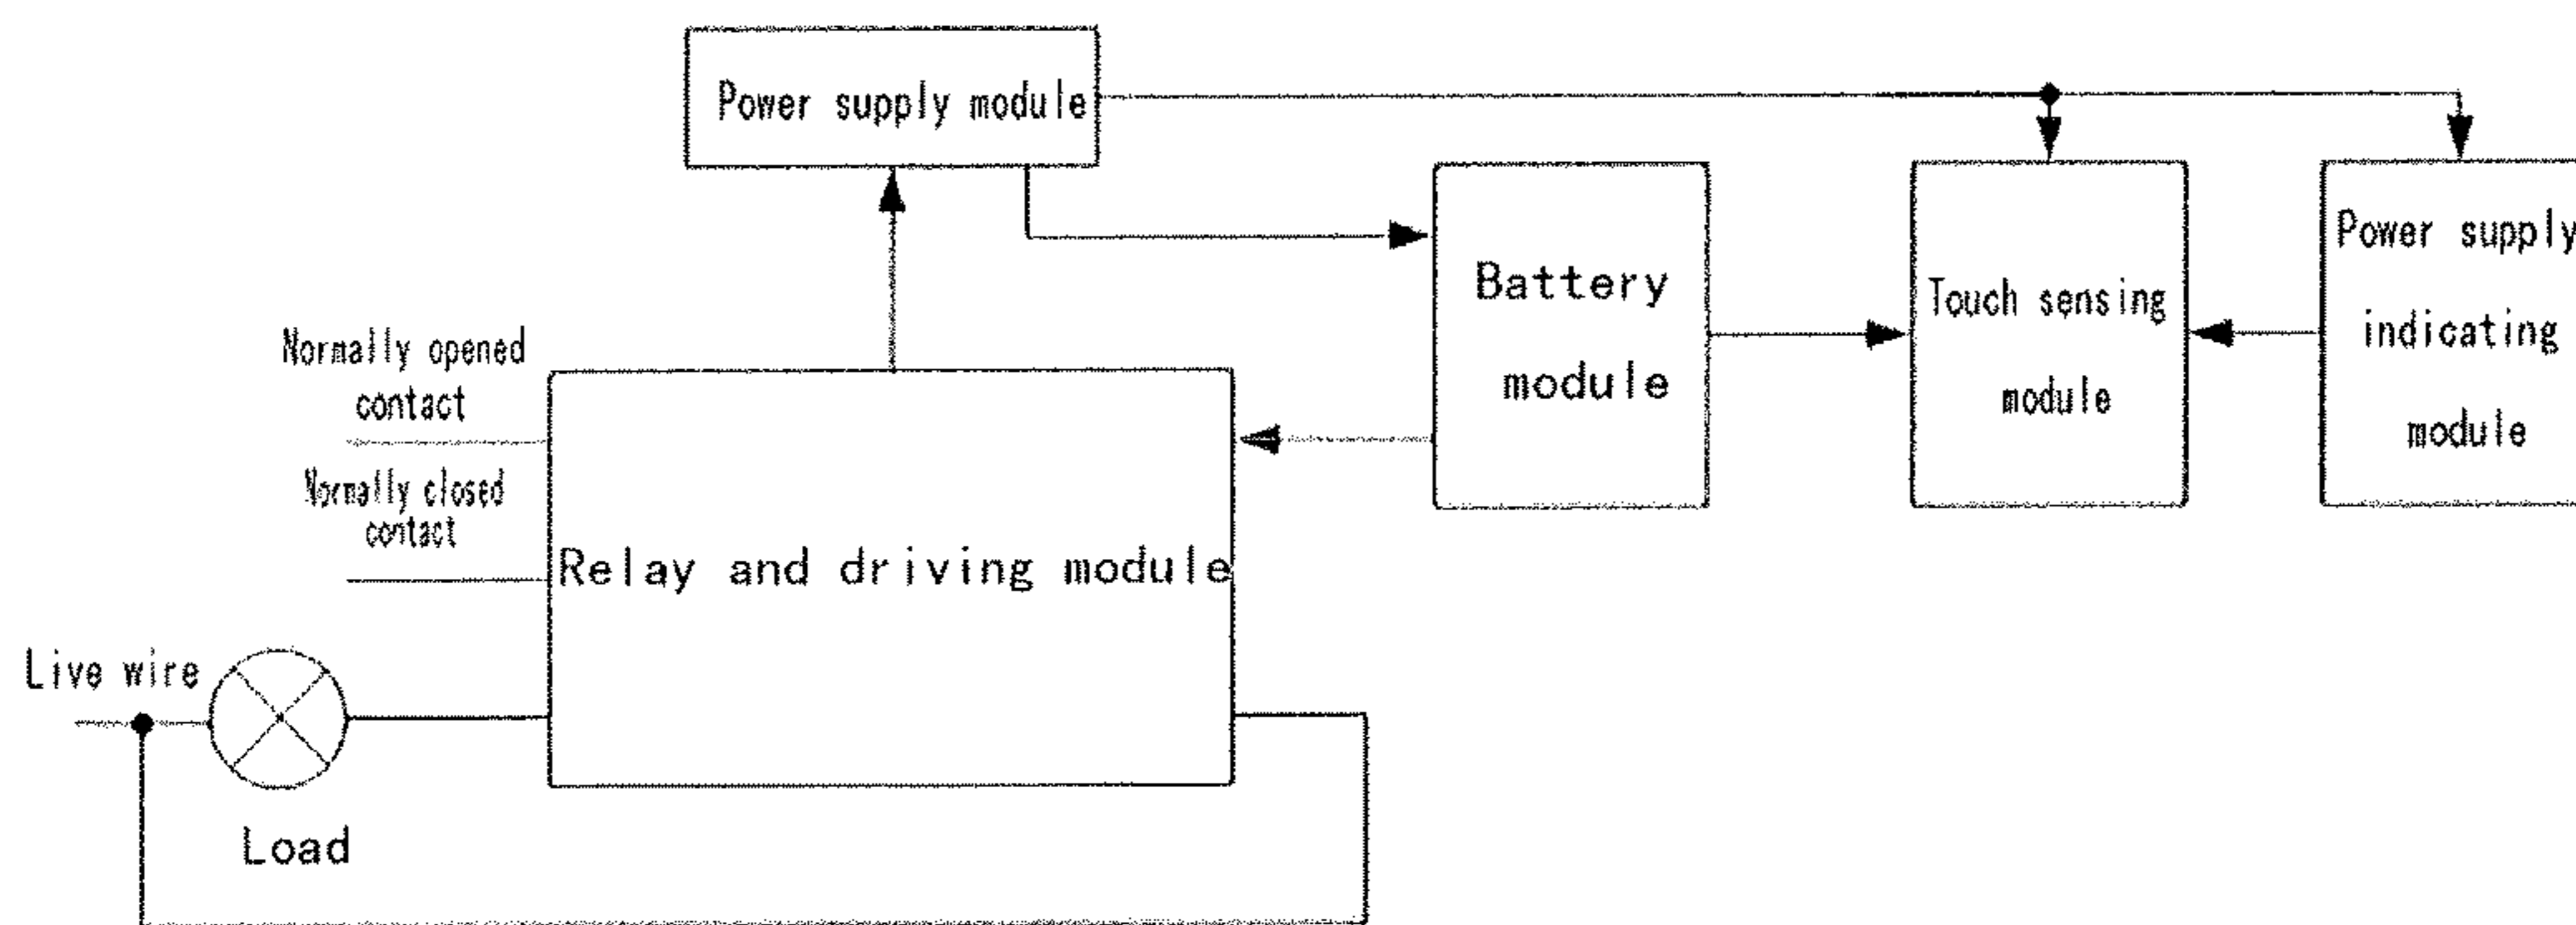 Power supply module
Battery
module
Touch sensing
module
Power supply
indicating
module
Normally opened
contact
Normally closed
contact
Relay and driving module
Live wire
Load